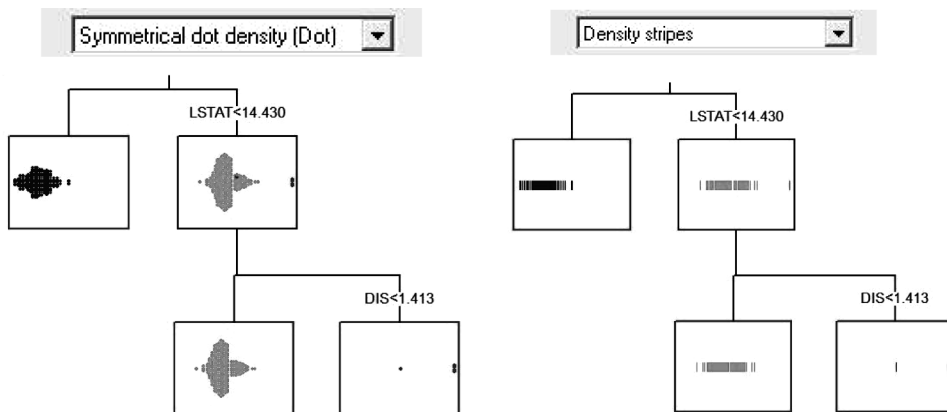 Symmetrical dot density (Dot)
LSTAT<14.430
DIS<1.413
Density stripes
LSTAT<14.430
DIS<1.413